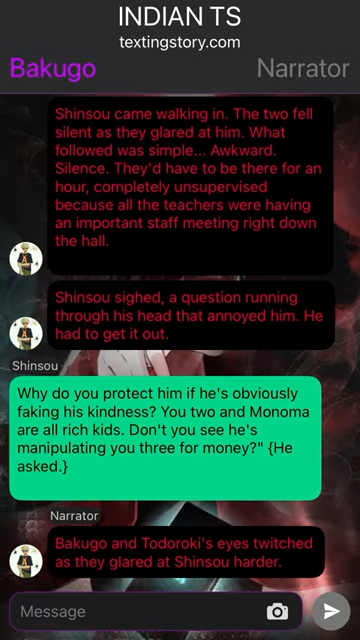 INDIAN TS
textingstory.com
Bakugo
Narrator
Shinsou came walking in. The two fell
silent as they glared at him. What
followed was simple... Awkward.
Silence. They'd have to be there for an
hour, completely unsupervised
because all the teachers were having
an important staff meeting right down
the hall.
Shinsou sighed, a question running
through his head that annoyed him. He
had to get it out.
Shinsou
Why do you protect him if he's obviously
faking his kindness? You two and Monoma
are all rich kids. Don't you see he's
manipulating you three for money?" {He
asked.}
Narrator
Bakugo and Todoroki's eyes twitched
as they glared at Shinsou harder.
Message